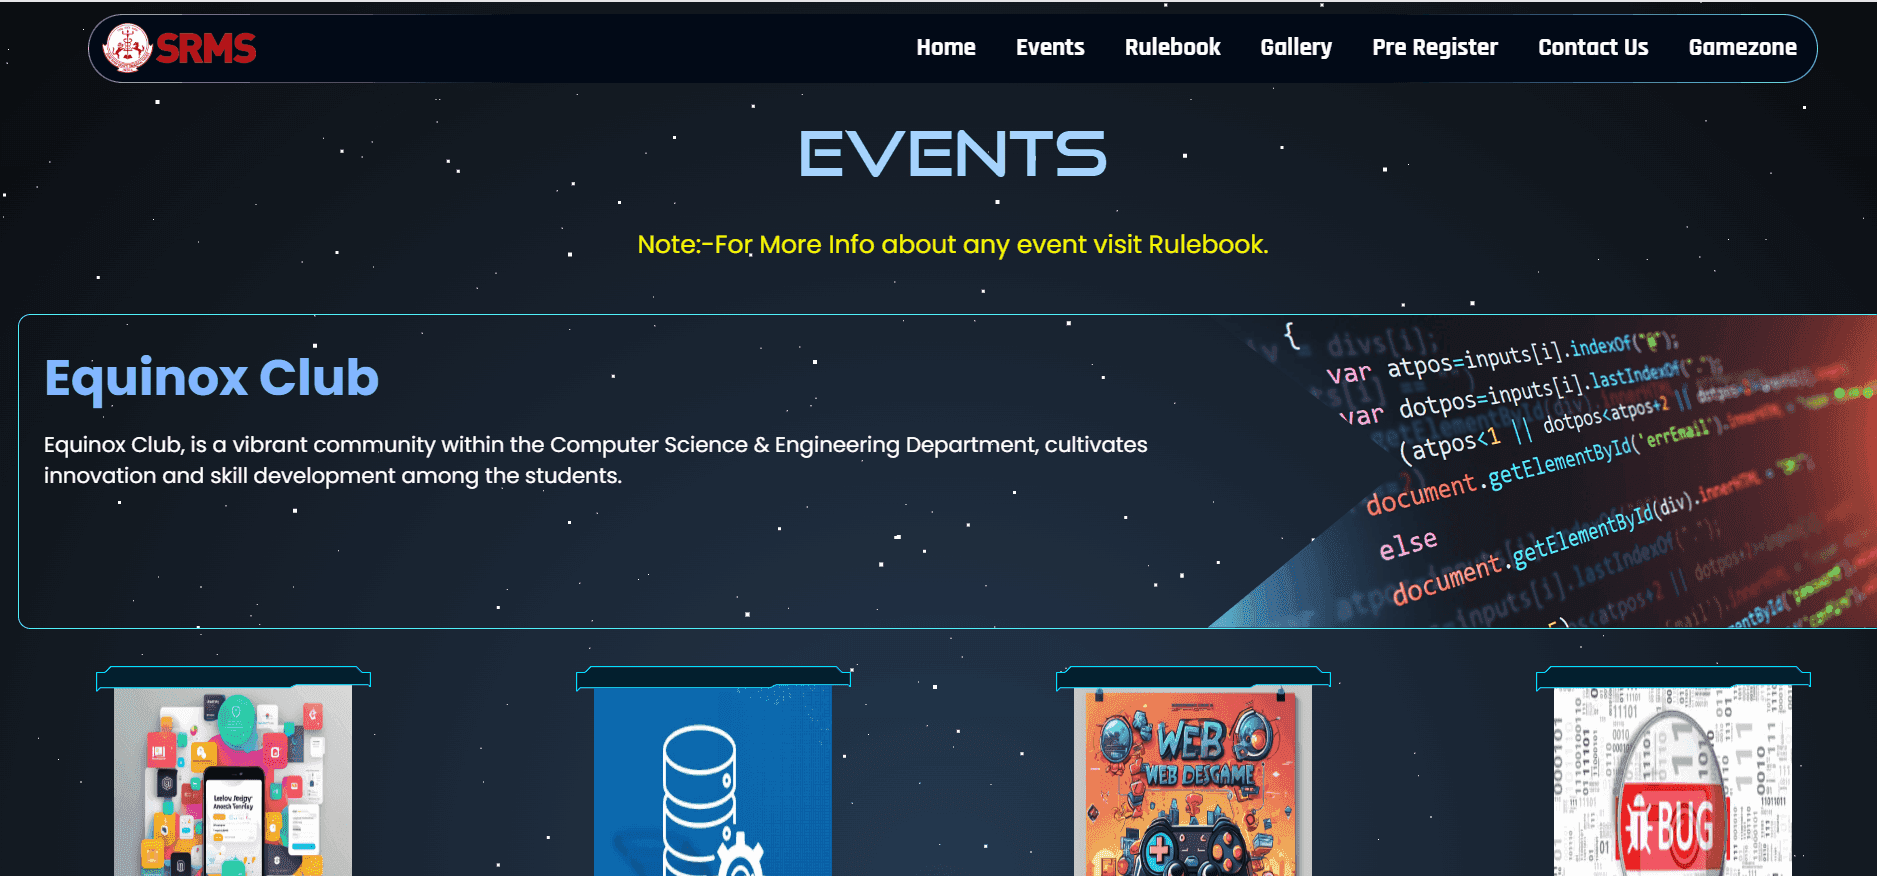 SRMS
Home Events Rulebook Gallery Pre Register Contact Us Gamezone
EVENTS
Note:-For More Info about any event visit Rulebook.
Equinox Club
Equinox Club, is a vibrant community within the Computer Science & Engineering Department, cultivates
innovation and skill development among the students.
{
divs[i];
var atpos=inputs[i].indexOf("@");
var dotpos=inputs[i].lastIndexOf(".");
(atpos<1 || dotpos<atpos+2 ||
document.getElementById('errEmail').innerHTML
else
document.getElementById(div).innerHTML
WEB
WEB DESGAME
BUG